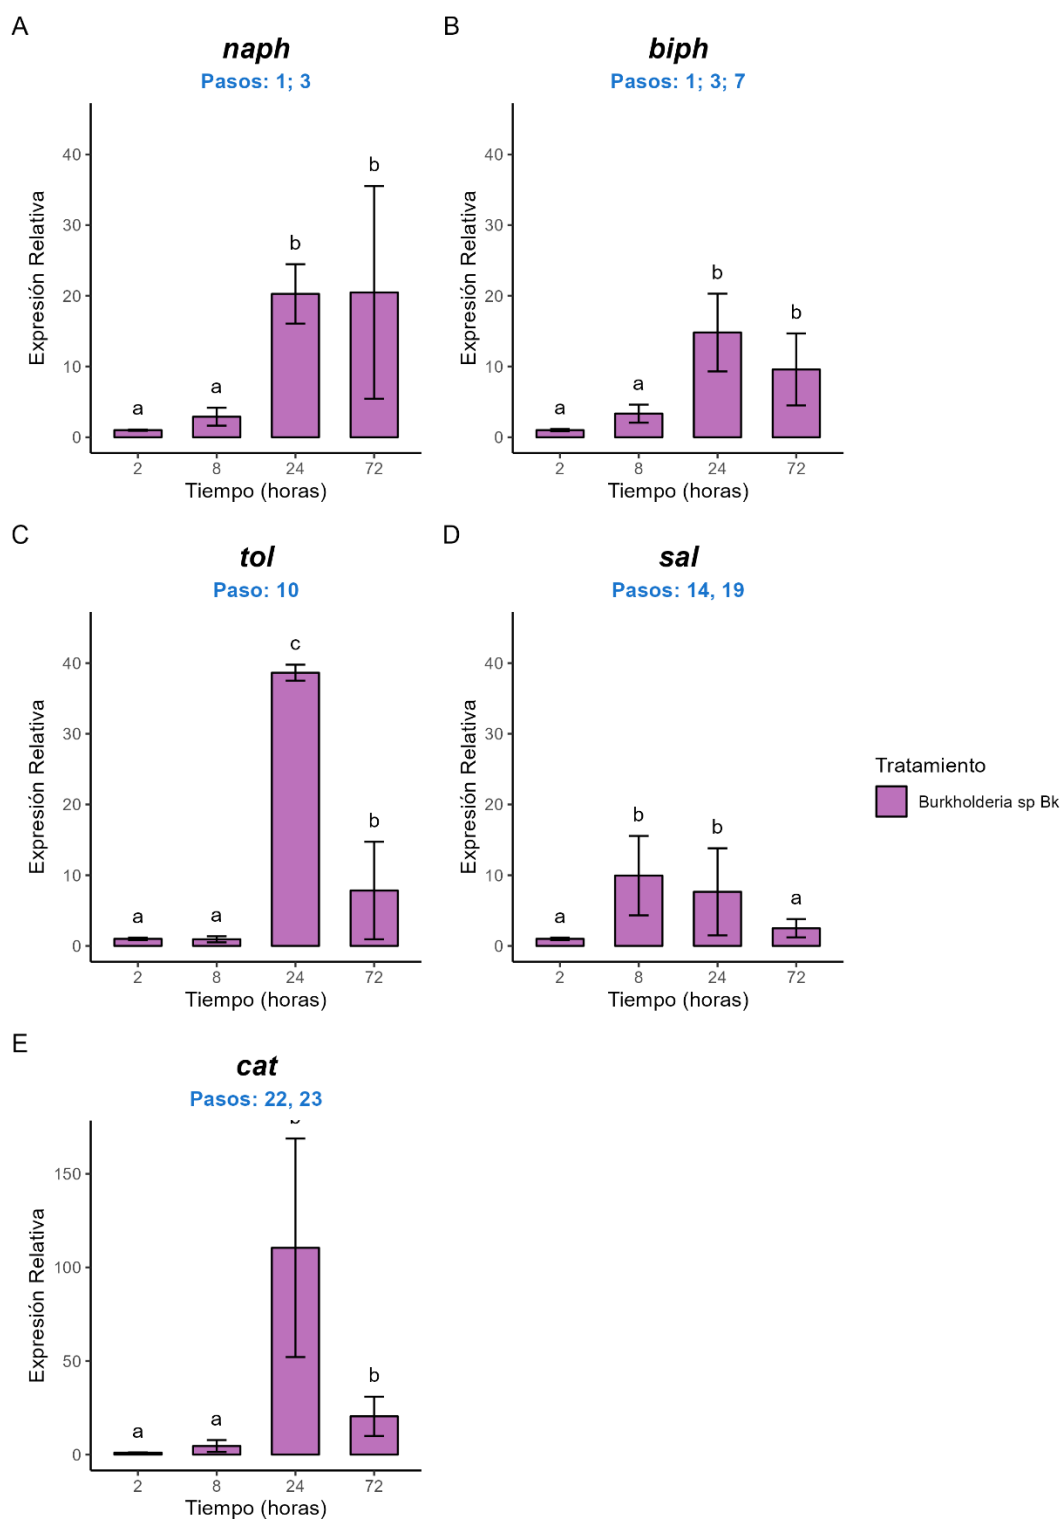 A
naph
Pasos: 1; 3
b
b
a
a
40
30
20
10
0
Expresión Relativa
2 8 24 72
Tiempo (horas)
B
biph
Pasos: 1; 3; 7
b
b
a
a
40
30
20
10
0
Expresión Relativa
2 8 24 72
Tiempo (horas)
C
tol
Paso: 10
c
b
a
a
40
30
20
10
0
Expresión Relativa
2 8 24 72
Tiempo (horas)
D
sal
Pasos: 14, 19
b
b
a
a
40
30
20
10
0
Expresión Relativa
2 8 24 72
Tiempo (horas)
Tratamiento
Burkholderia sp Bk
E
cat
Pasos: 22, 23
b
b
a
a
150
100
50
0
Expresión Relativa
2 8 24 72
Tiempo (horas)